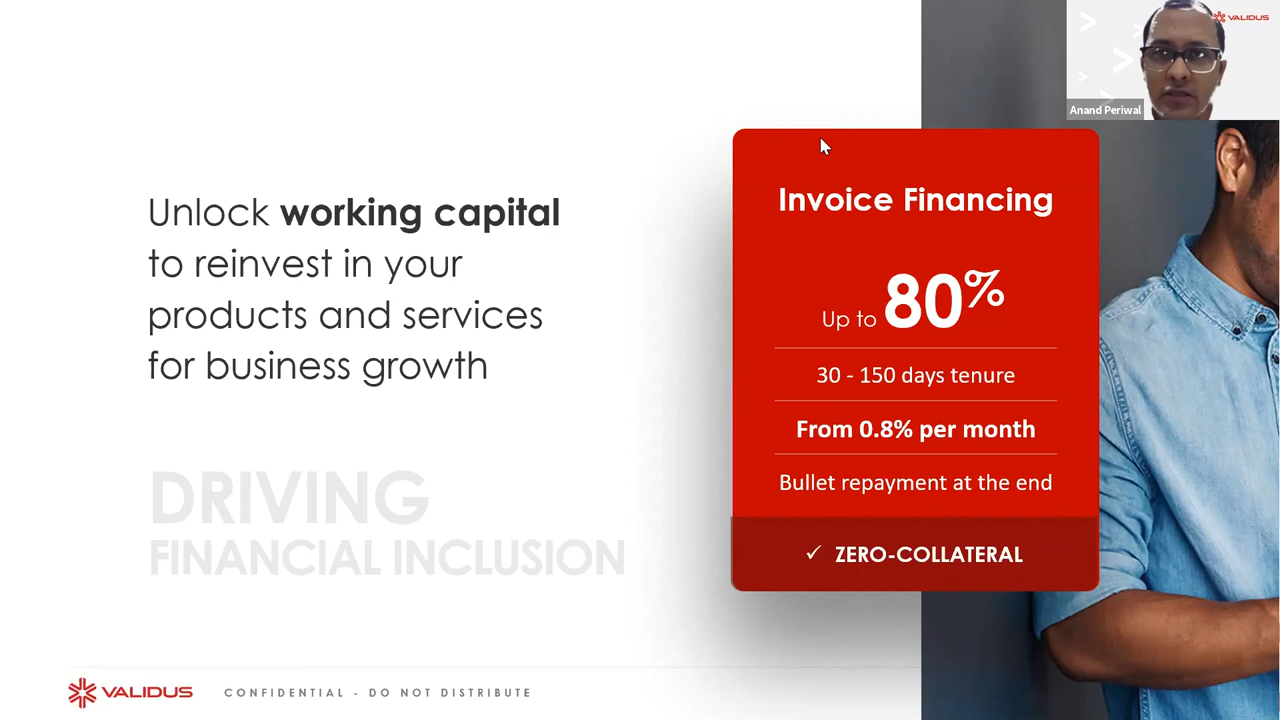 VALIDUS
Anand Periwal
Unlock working capital
to reinvest in your
products and services
for business growth
DRIVING
FINANCIAL INCLUSION
Invoice Financing
Up to 80%
30 - 150 days tenure
From 0.8% per month
Bullet repayment at the end
✓ ZERO-COLLATERAL
VALIDUS CONFIDENTIAL - DO NOT DISTRIBUTE